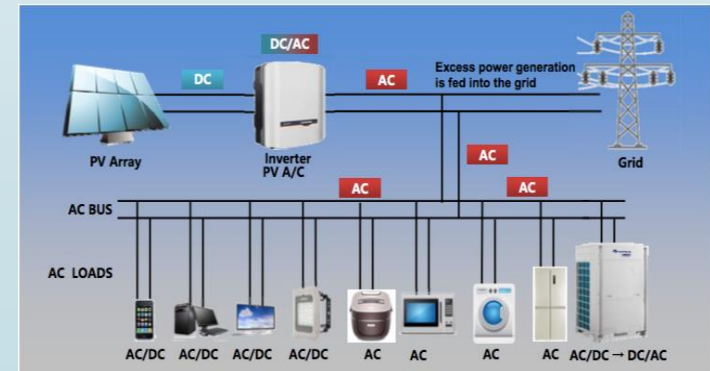 DC/AC
DC
AC
Excess power generation
is fed into the grid
PV Array
Inverter
PV A/C
AC
Grid
AC
AC
AC BUS
AC LOADS
AC/DC
AC/DC
AC/DC
AC/DC
AC
AC
AC
AC
AC/DC → DC/AC